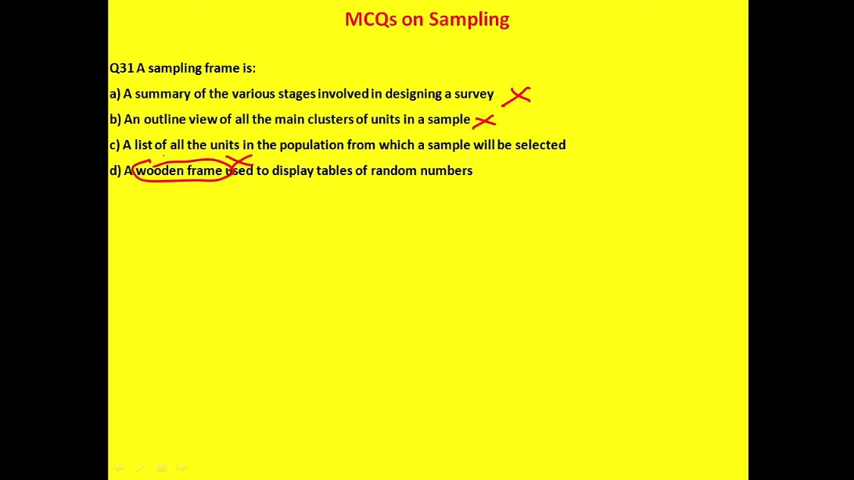 MCQs on Sampling
Q31 A sampling frame is:
a) A summary of the various stages involved in designing a survey
b) An outline view of all the main clusters of units in a sample
c) A list of all the units in the population from which a sample will be selected
d) A wooden frame used to display tables of random numbers